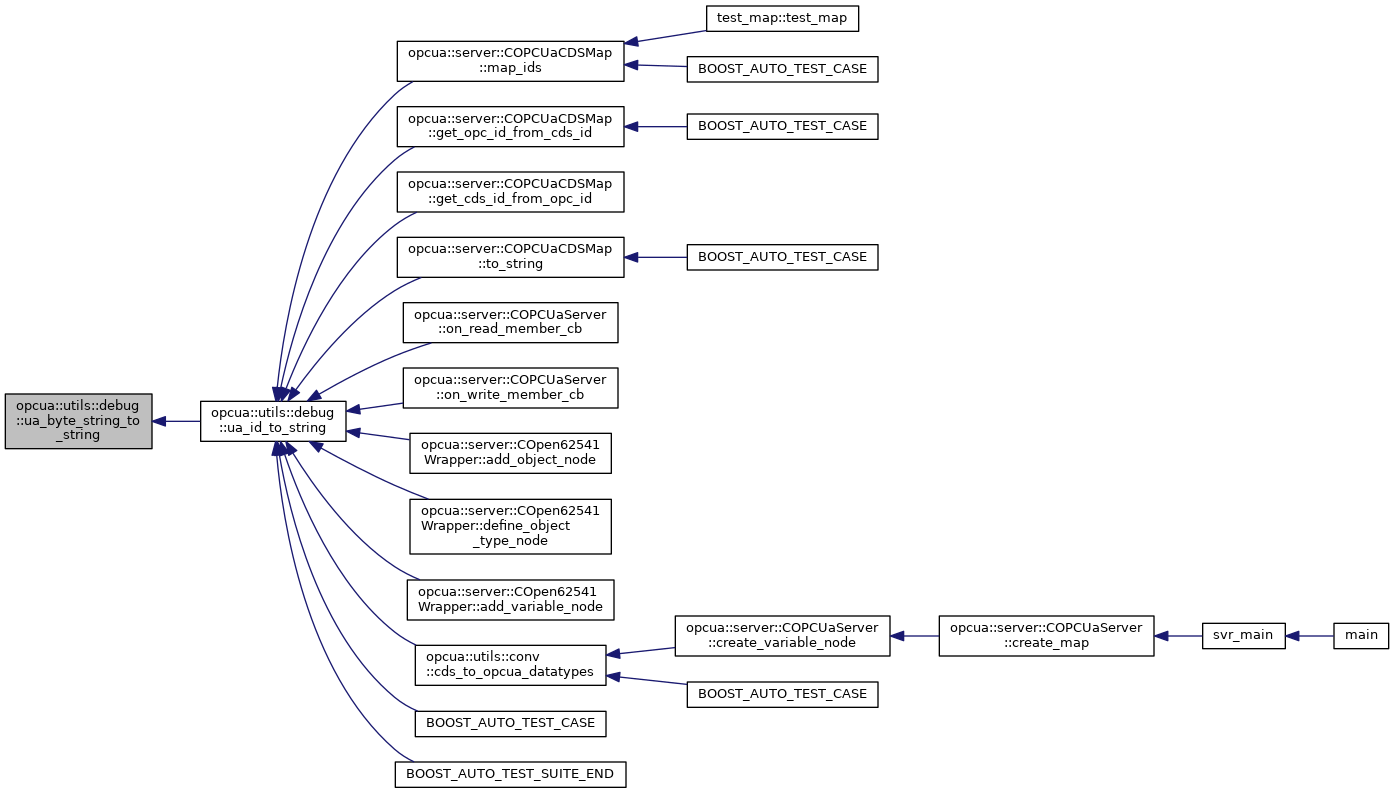 test_map::test_map
opcua::server::COPCUaCDSMap
::map_ids
BOOST_AUTO_TEST_CASE
opcua::server::COPCUaCDSMap
::get_opc_id_from_cds_id
BOOST_AUTO_TEST_CASE
opcua::server::COPCUaCDSMap
::get_cds_id_from_opc_id
opcua::server::COPCUaCDSMap
::to_string
BOOST_AUTO_TEST_CASE
opcua::server::COPCUaServer
::on_read_member_cb
opcua::server::COPCUaServer
::on_write_member_cb
opcua::utils::debug
::ua_byte_string_to
_string
opcua::utils::debug
::ua_id_to_string
opcua::server::COpen62541
Wrapper::add_object_node
opcua::server::COpen62541
Wrapper::define_object
_type_node
opcua::server::COpen62541
Wrapper::add_variable_node
opcua::utils::conv
::cds_to_opcua_datatypes
opcua::server::COPCUaServer
::create_variable_node
opcua::server::COPCUaServer
::create_map
svr_main
main
BOOST_AUTO_TEST_CASE
BOOST_AUTO_TEST_CASE
BOOST_AUTO_TEST_SUITE_END